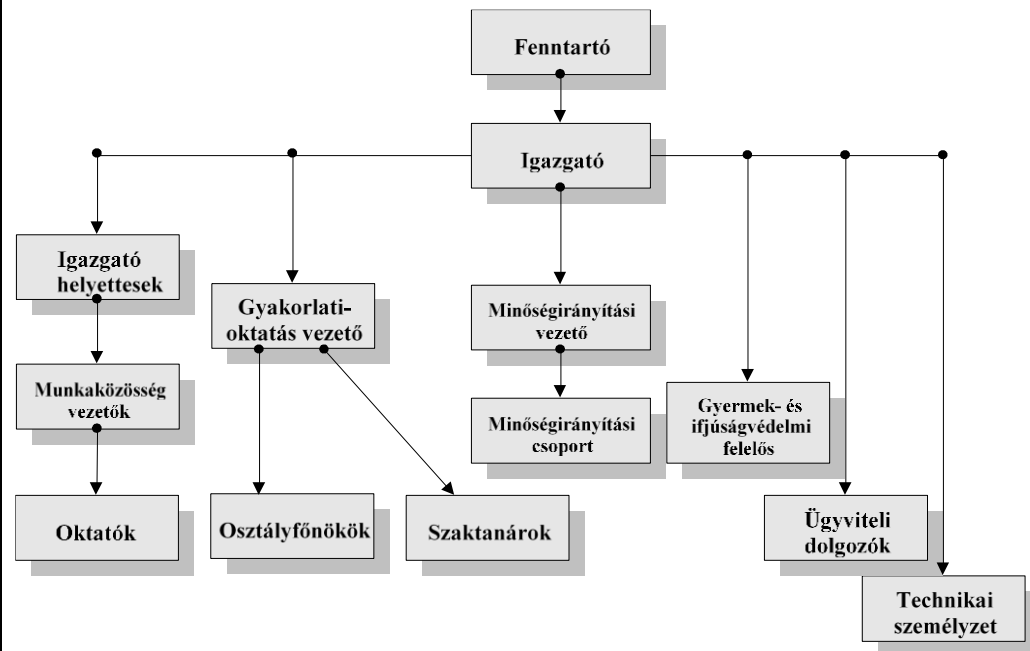 Fenntartó
Igazgató
Igazgató
helyettesek
Gyakorlati-
oktatás vezető
Minőségirányítási
vezető
Munkaközösség
vezetők
Minőségirányítási
csoport
Gyermek- és
ifjúságvédelmi
felelős
Oktatók
Osztályfőnökök
Szaktanárok
Ügyviteli
dolgozók
Technikai
személyzet